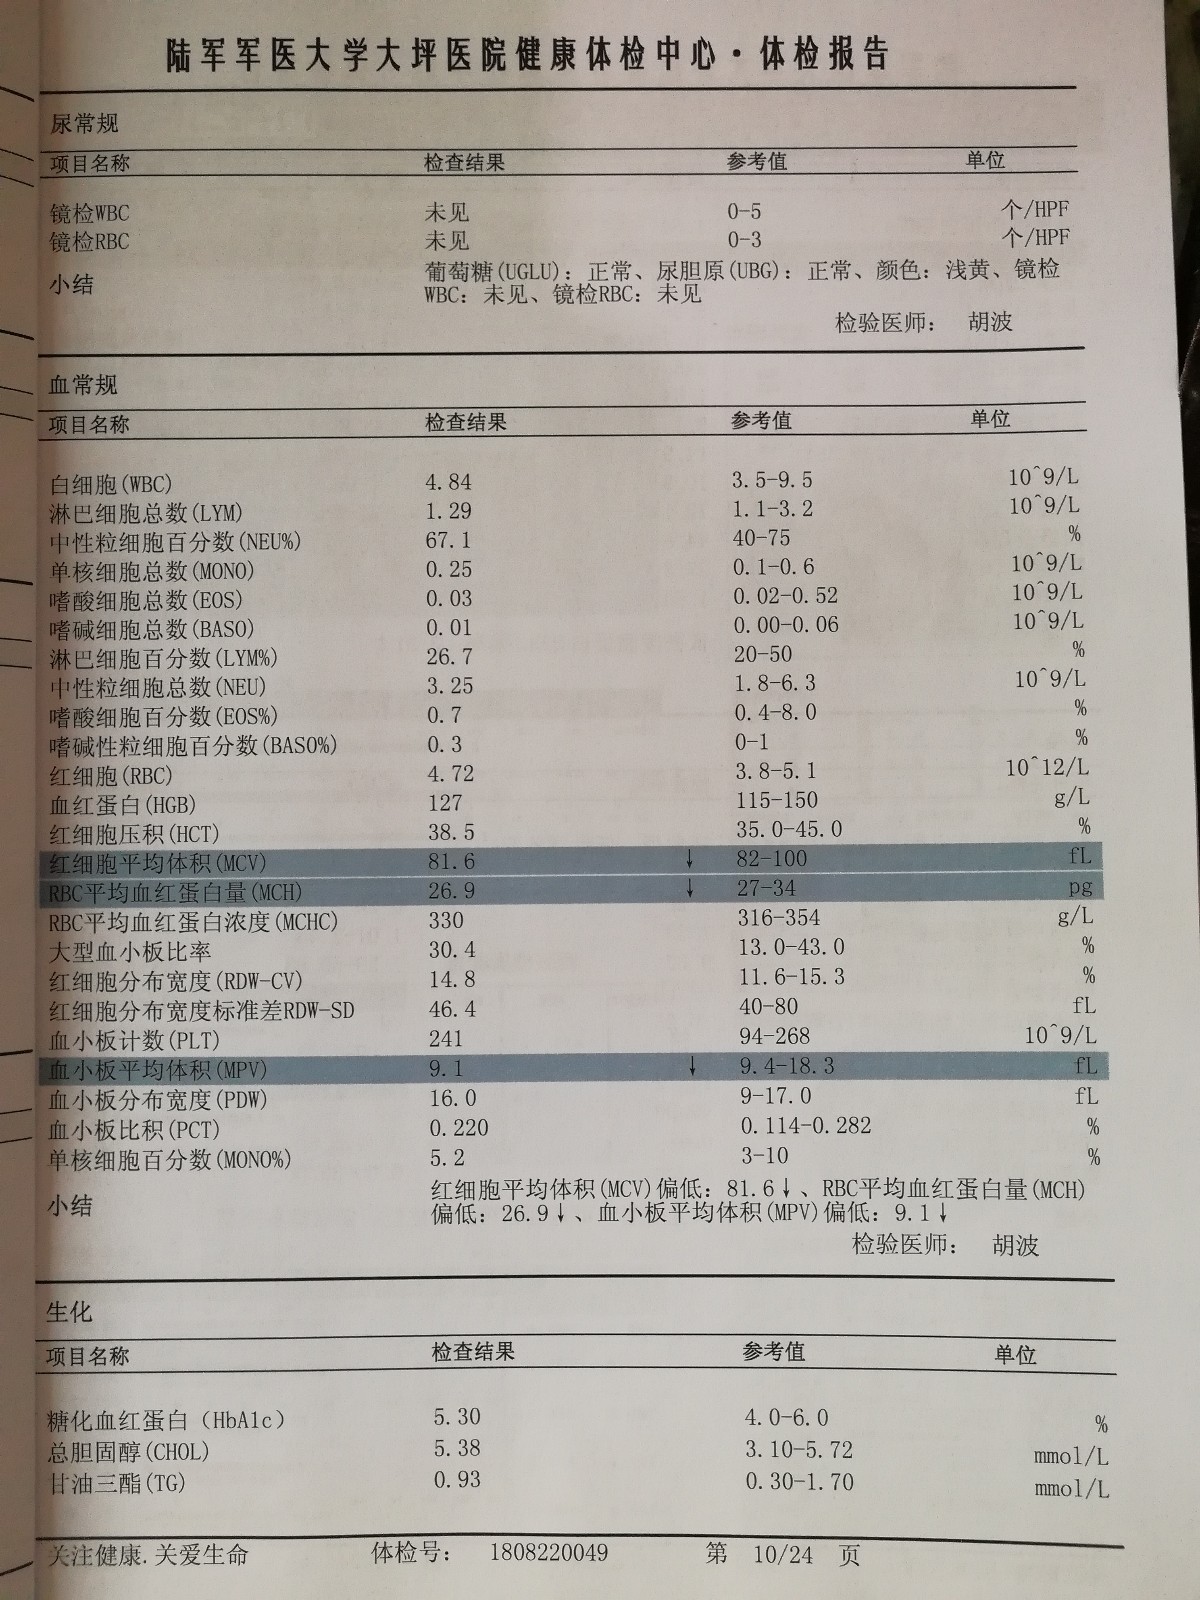 陆军军医大学大坪医院健康体检中心·体检报告
尿常规
项目名称 检查结果 参考值 单位
镜检WBC 未见 0-5 个/HPF
镜检RBC 未见 0-3 个/HPF
小结 葡萄糖(UGLU): 正常、尿胆原(UBG): 正常、颜色: 浅黄、镜检
WBC: 未见、镜检RBC: 未见
检验医师: 胡波
血常规
项目名称 检查结果 参考值 单位
白细胞(WBC) 4.84 3.5-9.5 10^9/L
淋巴细胞总数(LYM) 1.29 1.1-3.2 10^9/L
中性粒细胞百分数(NEU%) 67.1 40-75 %
单核细胞总数(MONO) 0.25 0.1-0.6 10^9/L
嗜酸细胞总数(EOS) 0.03 0.02-0.52 10^9/L
嗜碱细胞总数(BASO) 0.01 0.00-0.06 10^9/L
淋巴细胞百分数(LYM%) 26.7 20-50 %
中性粒细胞总数(NEU) 3.25 1.8-6.3 10^9/L
嗜酸细胞百分数(EOS%) 0.7 0.4-8.0 %
嗜碱性粒细胞百分数(BASO%) 0.3 0-1 %
红细胞(RBC) 4.72 3.8-5.1 10^12/L
血红蛋白(HGB) 127 115-150 g/L
红细胞压积(HCT) 38.5 35.0-45.0 %
红细胞平均体积(MCV) 81.6 ↓ 82-100 fL
RBC平均血红蛋白量(MCH) 26.9 ↓ 27-34 pg
RBC平均血红蛋白浓度(MCHC) 330 316-354 g/L
大型血小板比率 30.4 13.0-43.0 %
红细胞分布宽度(RDW-CV) 14.8 11.6-15.3 %
红细胞分布宽度标准差RDW-SD 46.4 40-80 fL
血小板计数(PLT) 241 94-268 10^9/L
血小板平均体积(MPV) 9.1 ↓ 9.4-18.3 fL
血小板分布宽度(PDW) 16.0 9-17.0 fL
血小板比积(PCT) 0.220 0.114-0.282 %
单核细胞百分数(MONO%) 5.2 3-10 %
小结 红细胞平均体积(MCV)偏低: 81.6↓、RBC平均血红蛋白量(MCH)
偏低: 26.9↓、血小板平均体积(MPV)偏低: 9.1↓
检验医师: 胡波
生化
项目名称 检查结果 参考值 单位
糖化血红蛋白（HbA1c） 5.30 4.0-6.0 %
总胆固醇(CHOL) 5.38 3.10-5.72 mmol/L
甘油三酯(TG) 0.93 0.30-1.70 mmol/L
关注健康.关爱生命 体检号: 1808220049 第 10/24 页